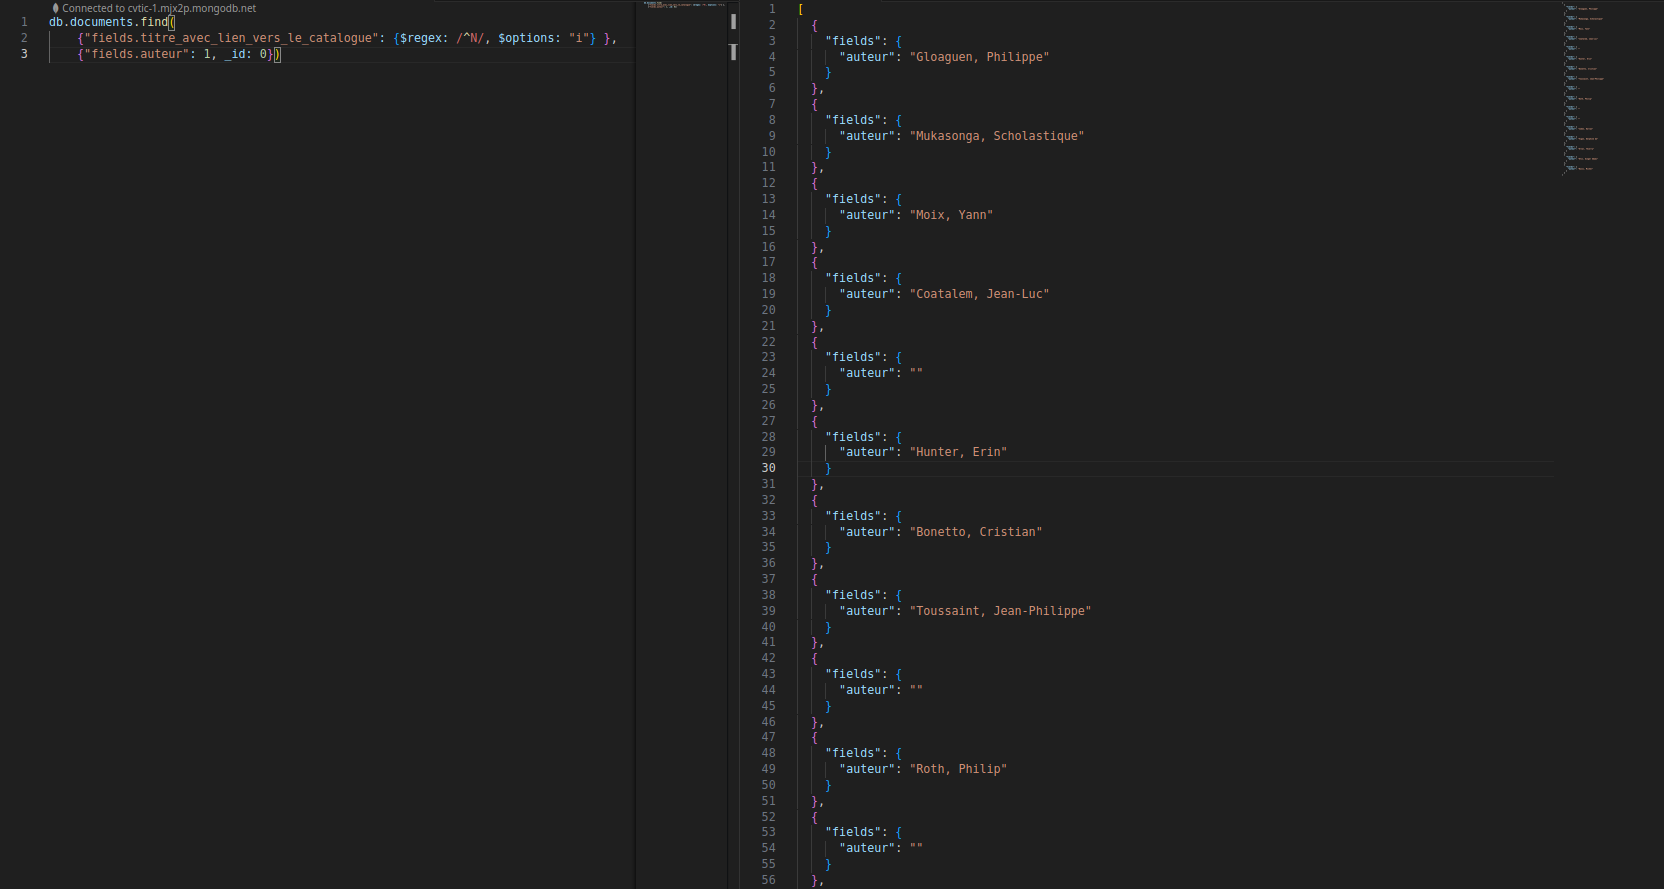 Connected to cvtic-1.mjx2p.mongodb.net
1 db.documents.find(
2 {"fields.titre_avec_lien_vers_le_catalogue": {$regex: /^N/, $options: "i"} },
3 {"fields.auteur": 1, _id: 0})
1 [
2 {
3 "fields": {
4 "auteur": "Gloaguen, Philippe"
5 }
6 },
7 {
8 "fields": {
9 "auteur": "Mukasonga, Scholastique"
10 }
11 },
12 {
13 "fields": {
14 "auteur": "Moix, Yann"
15 }
16 },
17 {
18 "fields": {
19 "auteur": "Coatalem, Jean-Luc"
20 }
21 },
22 {
23 "fields": {
24 "auteur": ""
25 }
26 },
27 {
28 "fields": {
29 "auteur": "Hunter, Erin"
30 }
31 },
32 {
33 "fields": {
34 "auteur": "Bonetto, Cristian"
35 }
36 },
37 {
38 "fields": {
39 "auteur": "Toussaint, Jean-Philippe"
40 }
41 },
42 {
43 "fields": {
44 "auteur": ""
45 }
46 },
47 {
48 "fields": {
49 "auteur": "Roth, Philip"
50 }
51 },
52 {
53 "fields": {
54 "auteur": ""
55 }
56 },